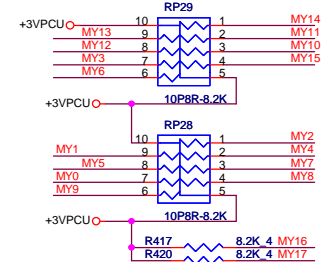 RP29
+3VPCU 10 1 MY14
MY13 9 2 MY11
MY12 8 3 MY10
MY3 7 4 MY15
MY6 6 5
+3VPCU 10P8R-8.2K
RP28
10 1 MY2
MY1 9 2 MY4
MY5 8 3 MY7
MY0 7 4 MY8
MY9 6 5
+3VPCU 10P8R-8.2K
R417 8.2K_4 MY16
R420 8.2K_4 MY17